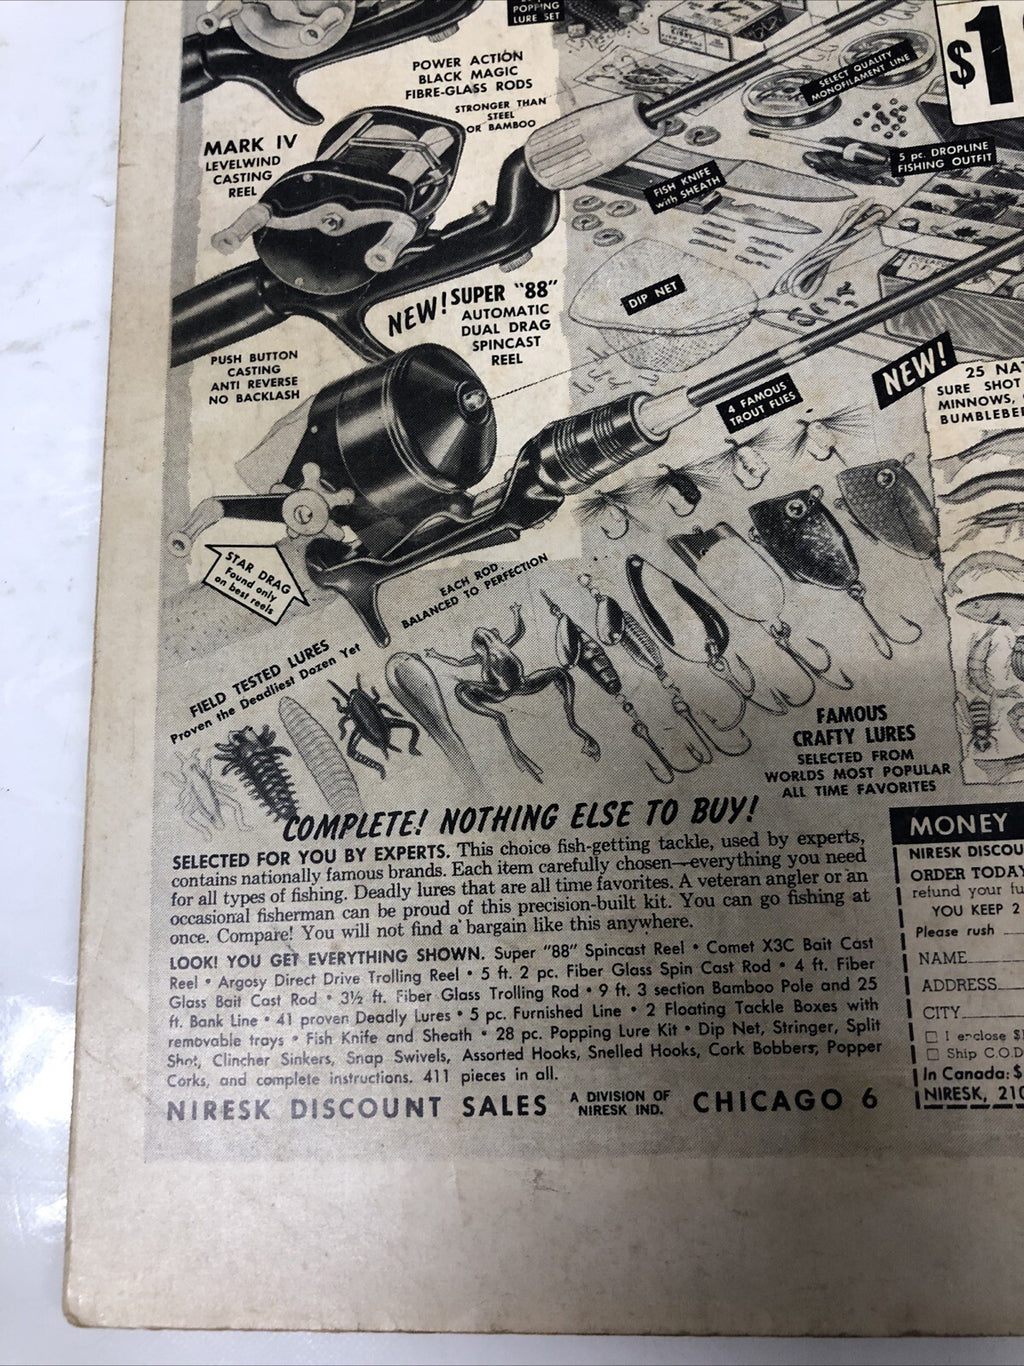 POPPING
LURE SET
POWER ACTION
BLACK MAGIC
FIBRE-GLASS RODS
STRONGER THAN
STEEL
OR BAMBOO
$1
SELECT QUALITY
MONOFILAMENT LINE
5 pc. DROPLINE
FISHING OUTFIT
MARK IV
LEVELWIND
CASTING
REEL
FISH KNIFE
with SHEATH
DIP NET
NEW! SUPER "88"
AUTOMATIC
DUAL DRAG
SPINCAST
REEL
PUSH BUTTON
CASTING
ANTI REVERSE
NO BACKLASH
4 FAMOUS
TROUT FLIES
NEW!
25 NAT
SURE SHOT
MINNOWS,
BUMBLEBE
STAR DRAG
Found only
on best reels
EACH ROD
BALANCED TO PERFECTION
FIELD TESTED LURES
Proven the Deadliest Dozen Yet
FAMOUS
CRAFTY LURES
SELECTED FROM
WORLDS MOST POPULAR
ALL TIME FAVORITES
COMPLETE! NOTHING ELSE TO BUY!
SELECTED FOR YOU BY EXPERTS. This choice fish-getting tackle, used by experts,
contains nationally famous brands. Each item carefully chosen—everything you need
for all types of fishing. Deadly lures that are all time favorites. A veteran angler or an
occasional fisherman can be proud of this precision-built kit. You can go fishing at
once. Compare! You will not find a bargain like this anywhere.
LOOK! YOU GET EVERYTHING SHOWN. Super "88" Spincast Reel • Comet X3C Bait Cast
Reel • Argosy Direct Drive Trolling Reel • 5 ft. 2 pc. Fiber Glass Spin Cast Rod • 4 ft. Fiber
Glass Bait Cast Rod • 3½ ft. Fiber Glass Trolling Rod • 9 ft. 3 section Bamboo Pole and 25
ft. Bank Line • 41 proven Deadly Lures • 5 pc. Furnished Line • 2 Floating Tackle Boxes with
removable trays • Fish Knife and Sheath • 28 pc. Popping Lure Kit • Dip Net, Stringer, Split
Shot, Clincher Sinkers, Snap Swivels, Assorted Hooks, Snelled Hooks, Cork Bobbers, Popper
Corks, and complete instructions. 411 pieces in all.
NIRESK DISCOUNT SALES A DIVISION OF NIRESK IND. CHICAGO 6
MONEY
NIRESK DISCOU
ORDER TODAY
refund your fu
YOU KEEP 2
Please rush
NAME
ADDRESS
CITY
I enclose $
Ship C.O.D
In Canada: $
NIRESK, 210